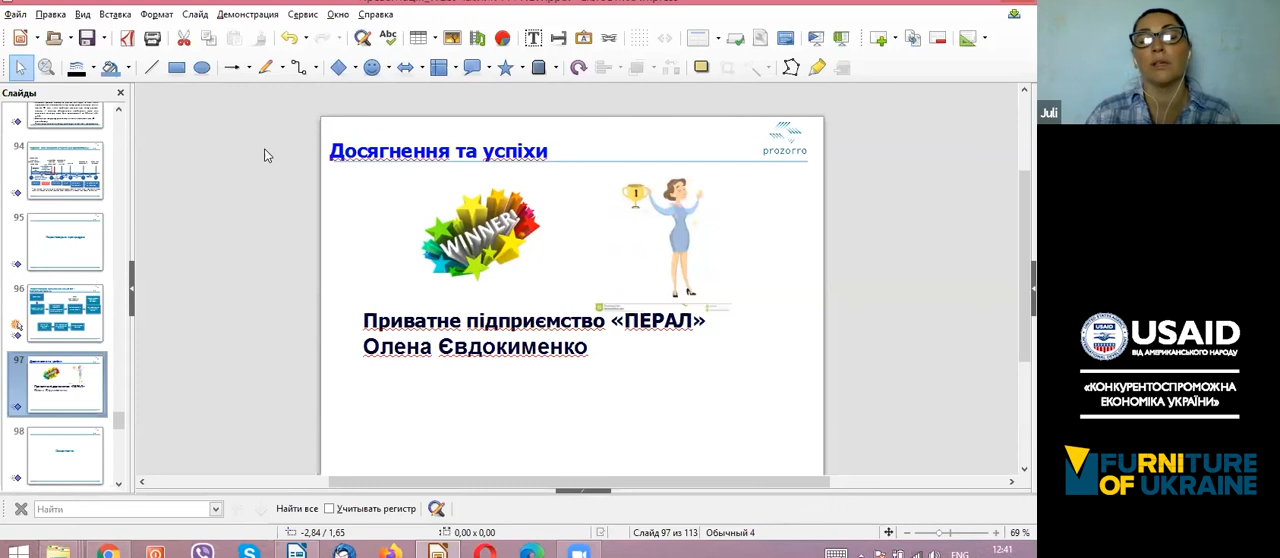 Файл Правка Вид Вставка Формат Слайд Демонстрация Сервис Окно Справка
Слайды
94
95
96
97
98
Досягнення та успіхи
prozorro
WINNER!
1
Приватне підприємство «ПЕРАЛ»
Олена Євдокименко
Найти
Найти все
Учитывать регистр
-2,84 / 1,65
0,00 x 0,00
Слайд 97 из 113
Обычный 4
69 %
ENG
12:41
Juli
USAID
ВІД АМЕРИКАНСЬКОГО НАРОДУ
«КОНКУРЕНТОСПРОМОЖНА
ЕКОНОМІКА УКРАЇНИ»
FURNITURE
OF UKRAINE